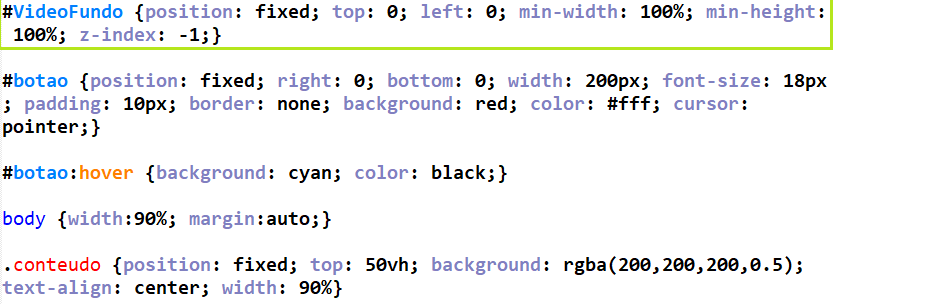 #VideoFundo {position: fixed; top: 0; left: 0; min-width: 100%; min-height:
100%; z-index: -1;}
#botao {position: fixed; right: 0; bottom: 0; width: 200px; font-size: 18px
; padding: 10px; border: none; background: red; color: #fff; cursor:
pointer;}
#botao:hover {background: cyan; color: black;}
body {width:90%; margin:auto;}
.conteudo {position: fixed; top: 50vh; background: rgba(200,200,200,0.5);
text-align: center; width: 90%}